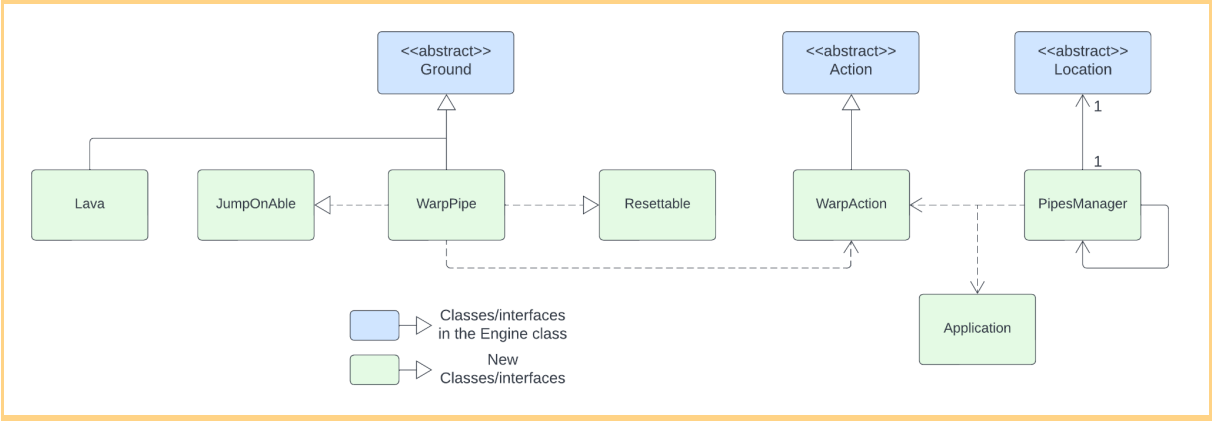 <<abstract>>
Ground
<<abstract>>
Action
<<abstract>>
Location
1
1
Lava
JumpOnAble
WarpPipe
Resettable
WarpAction
PipesManager
Application
Classes/interfaces
in the Engine class
New
Classes/interfaces